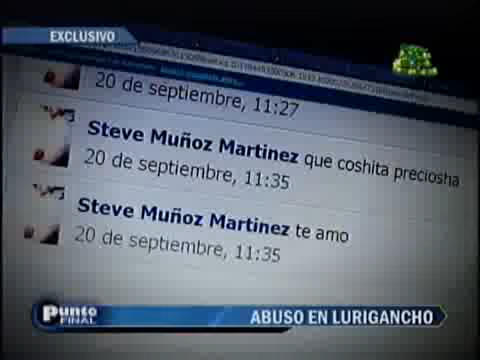 EXCLUSIVO
20 de septiembre, 11:27
Steve Muñoz Martinez que coshita preciosha
20 de septiembre, 11:35
Steve Muñoz Martinez te amo
20 de septiembre, 11:35
Punto
FINAL
ABUSO EN LURIGANCHO